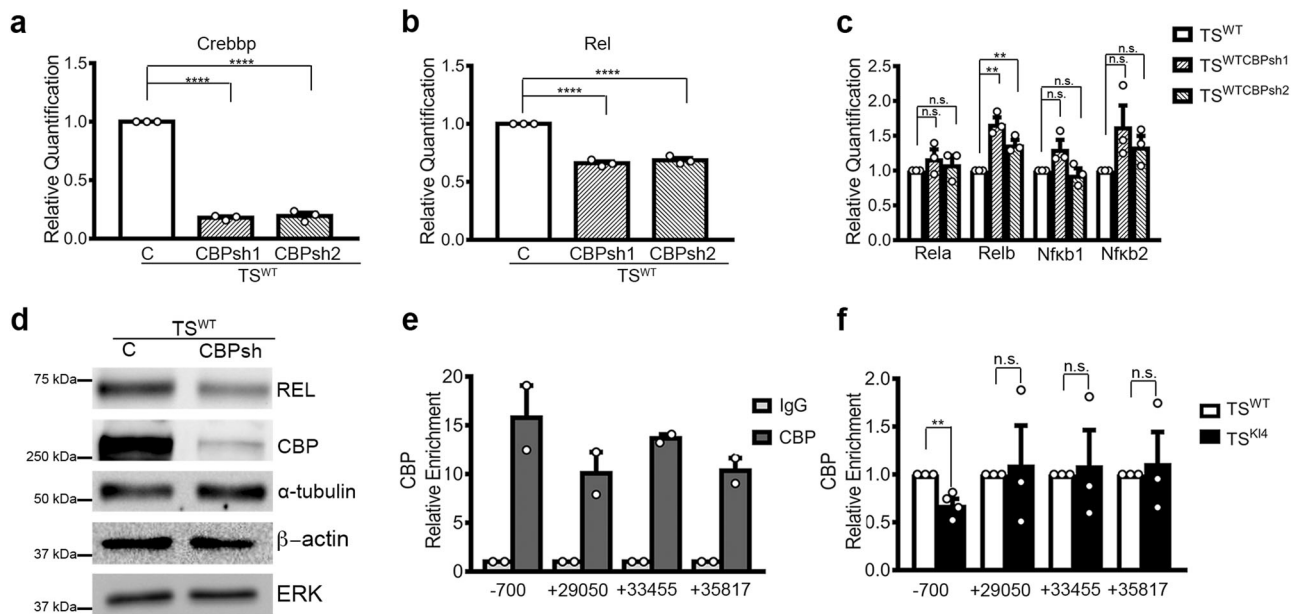 a
Crebbp
Relative Quantification
1.5
1.0
0.5
0.0
****
****
C CBPsh1 CBPsh2
TS^WT
b
Rel
Relative Quantification
1.5
1.0
0.5
0.0
****
****
C CBPsh1 CBPsh2
TS^WT
c
Relative Quantification
2.5
2.0
1.5
1.0
0.5
0.0
n.s.
n.s.
**
**
n.s.
n.s.
n.s.
n.s.
Rela Relb Nfκb1 Nfκb2
TS^WT
TS^WTCBPsh1
TS^WTCBPsh2
d
TS^WT
C CBPsh
75 kDa REL
250 kDa CBP
50 kDa α-tubulin
37 kDa β–actin
37 kDa ERK
e
CBP
Relative Enrichment
20
15
10
5
0
-700 +29050 +33455 +35817
IgG
CBP
f
CBP
Relative Enrichment
2.0
1.5
1.0
0.5
0.0
**
n.s.
n.s.
n.s.
-700 +29050 +33455 +35817
TS^WT
TS^KI4